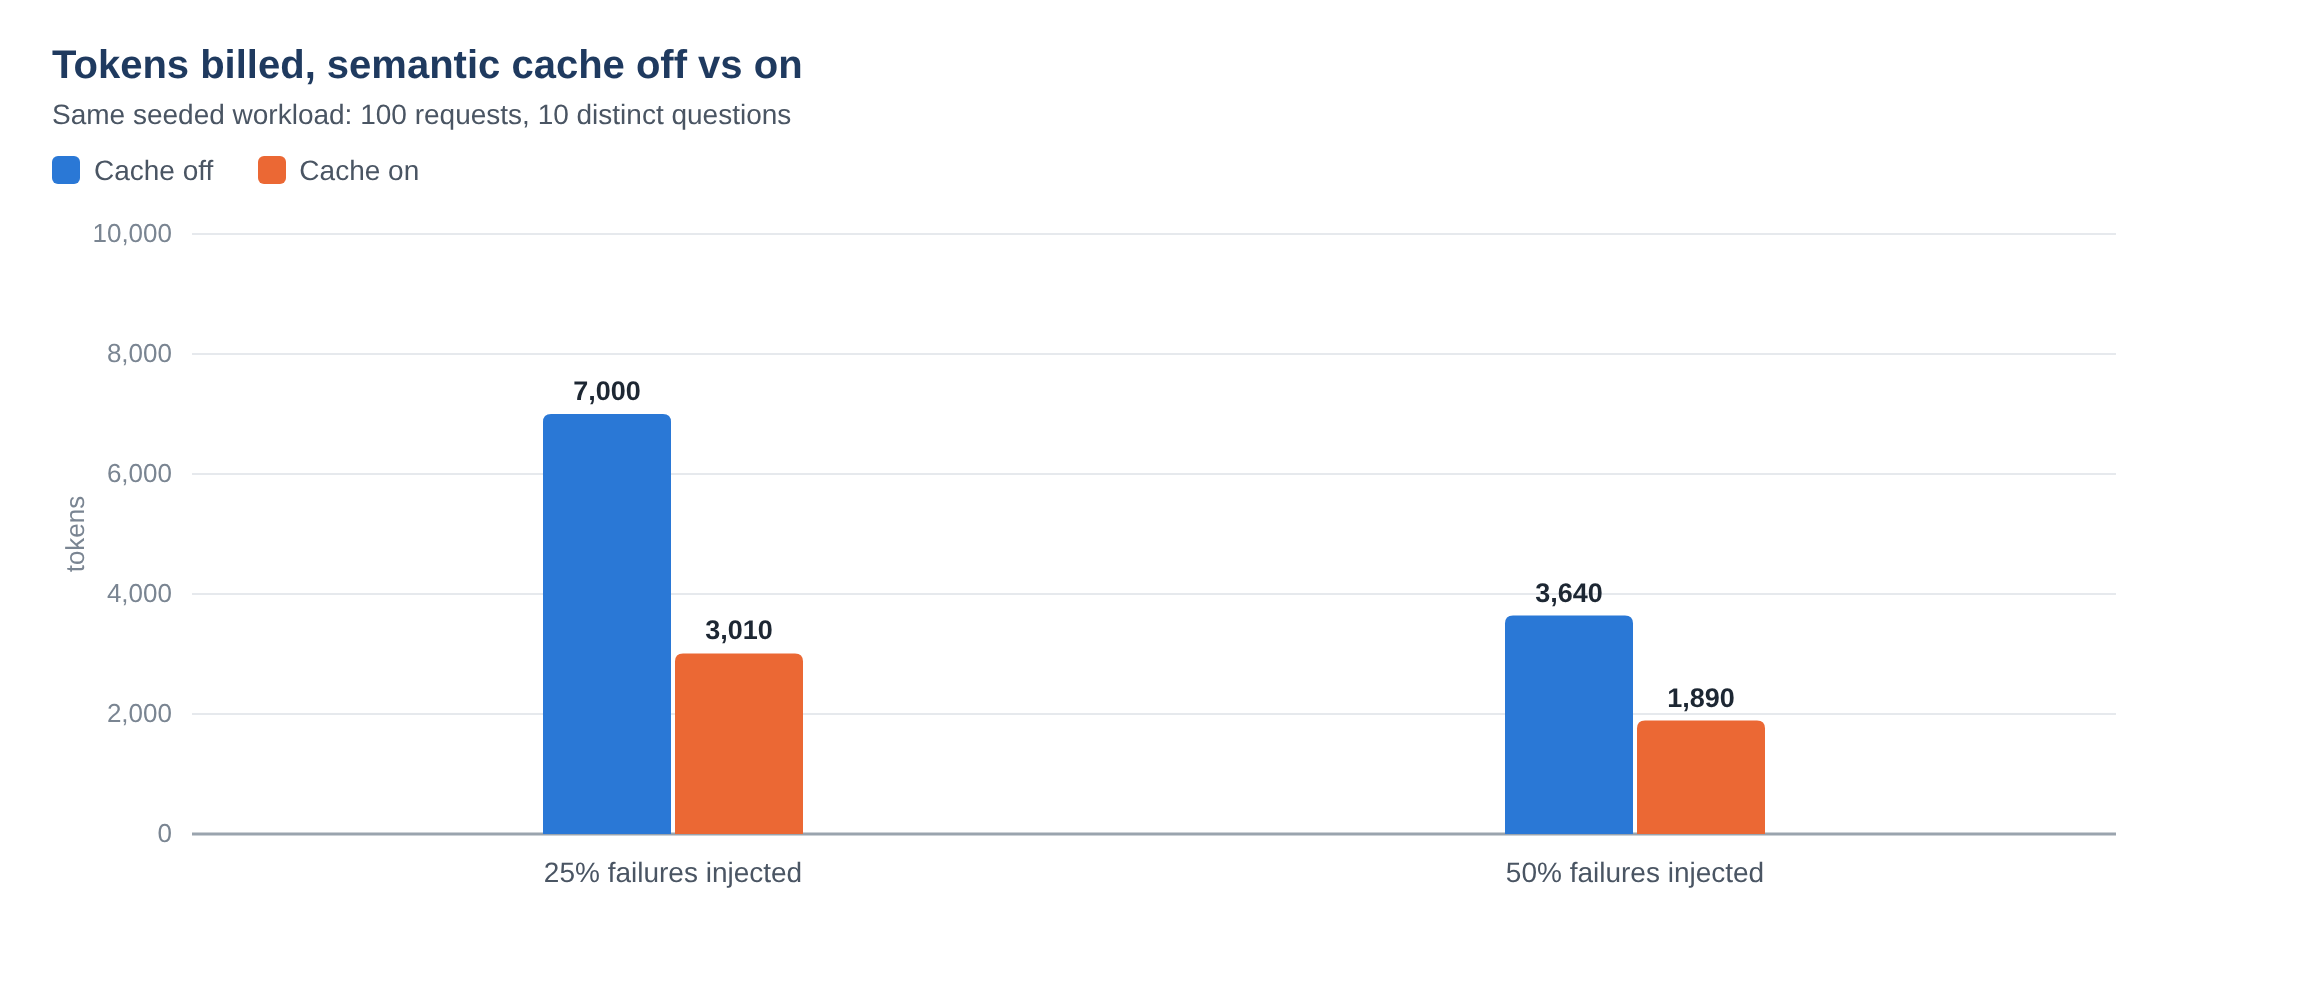 Tokens billed, semantic cache off vs on
Same seeded workload: 100 requests, 10 distinct questions
Cache off
Cache on
10,000
8,000
6,000
4,000
2,000
0
tokens
7,000
3,010
3,640
1,890
25% failures injected
50% failures injected